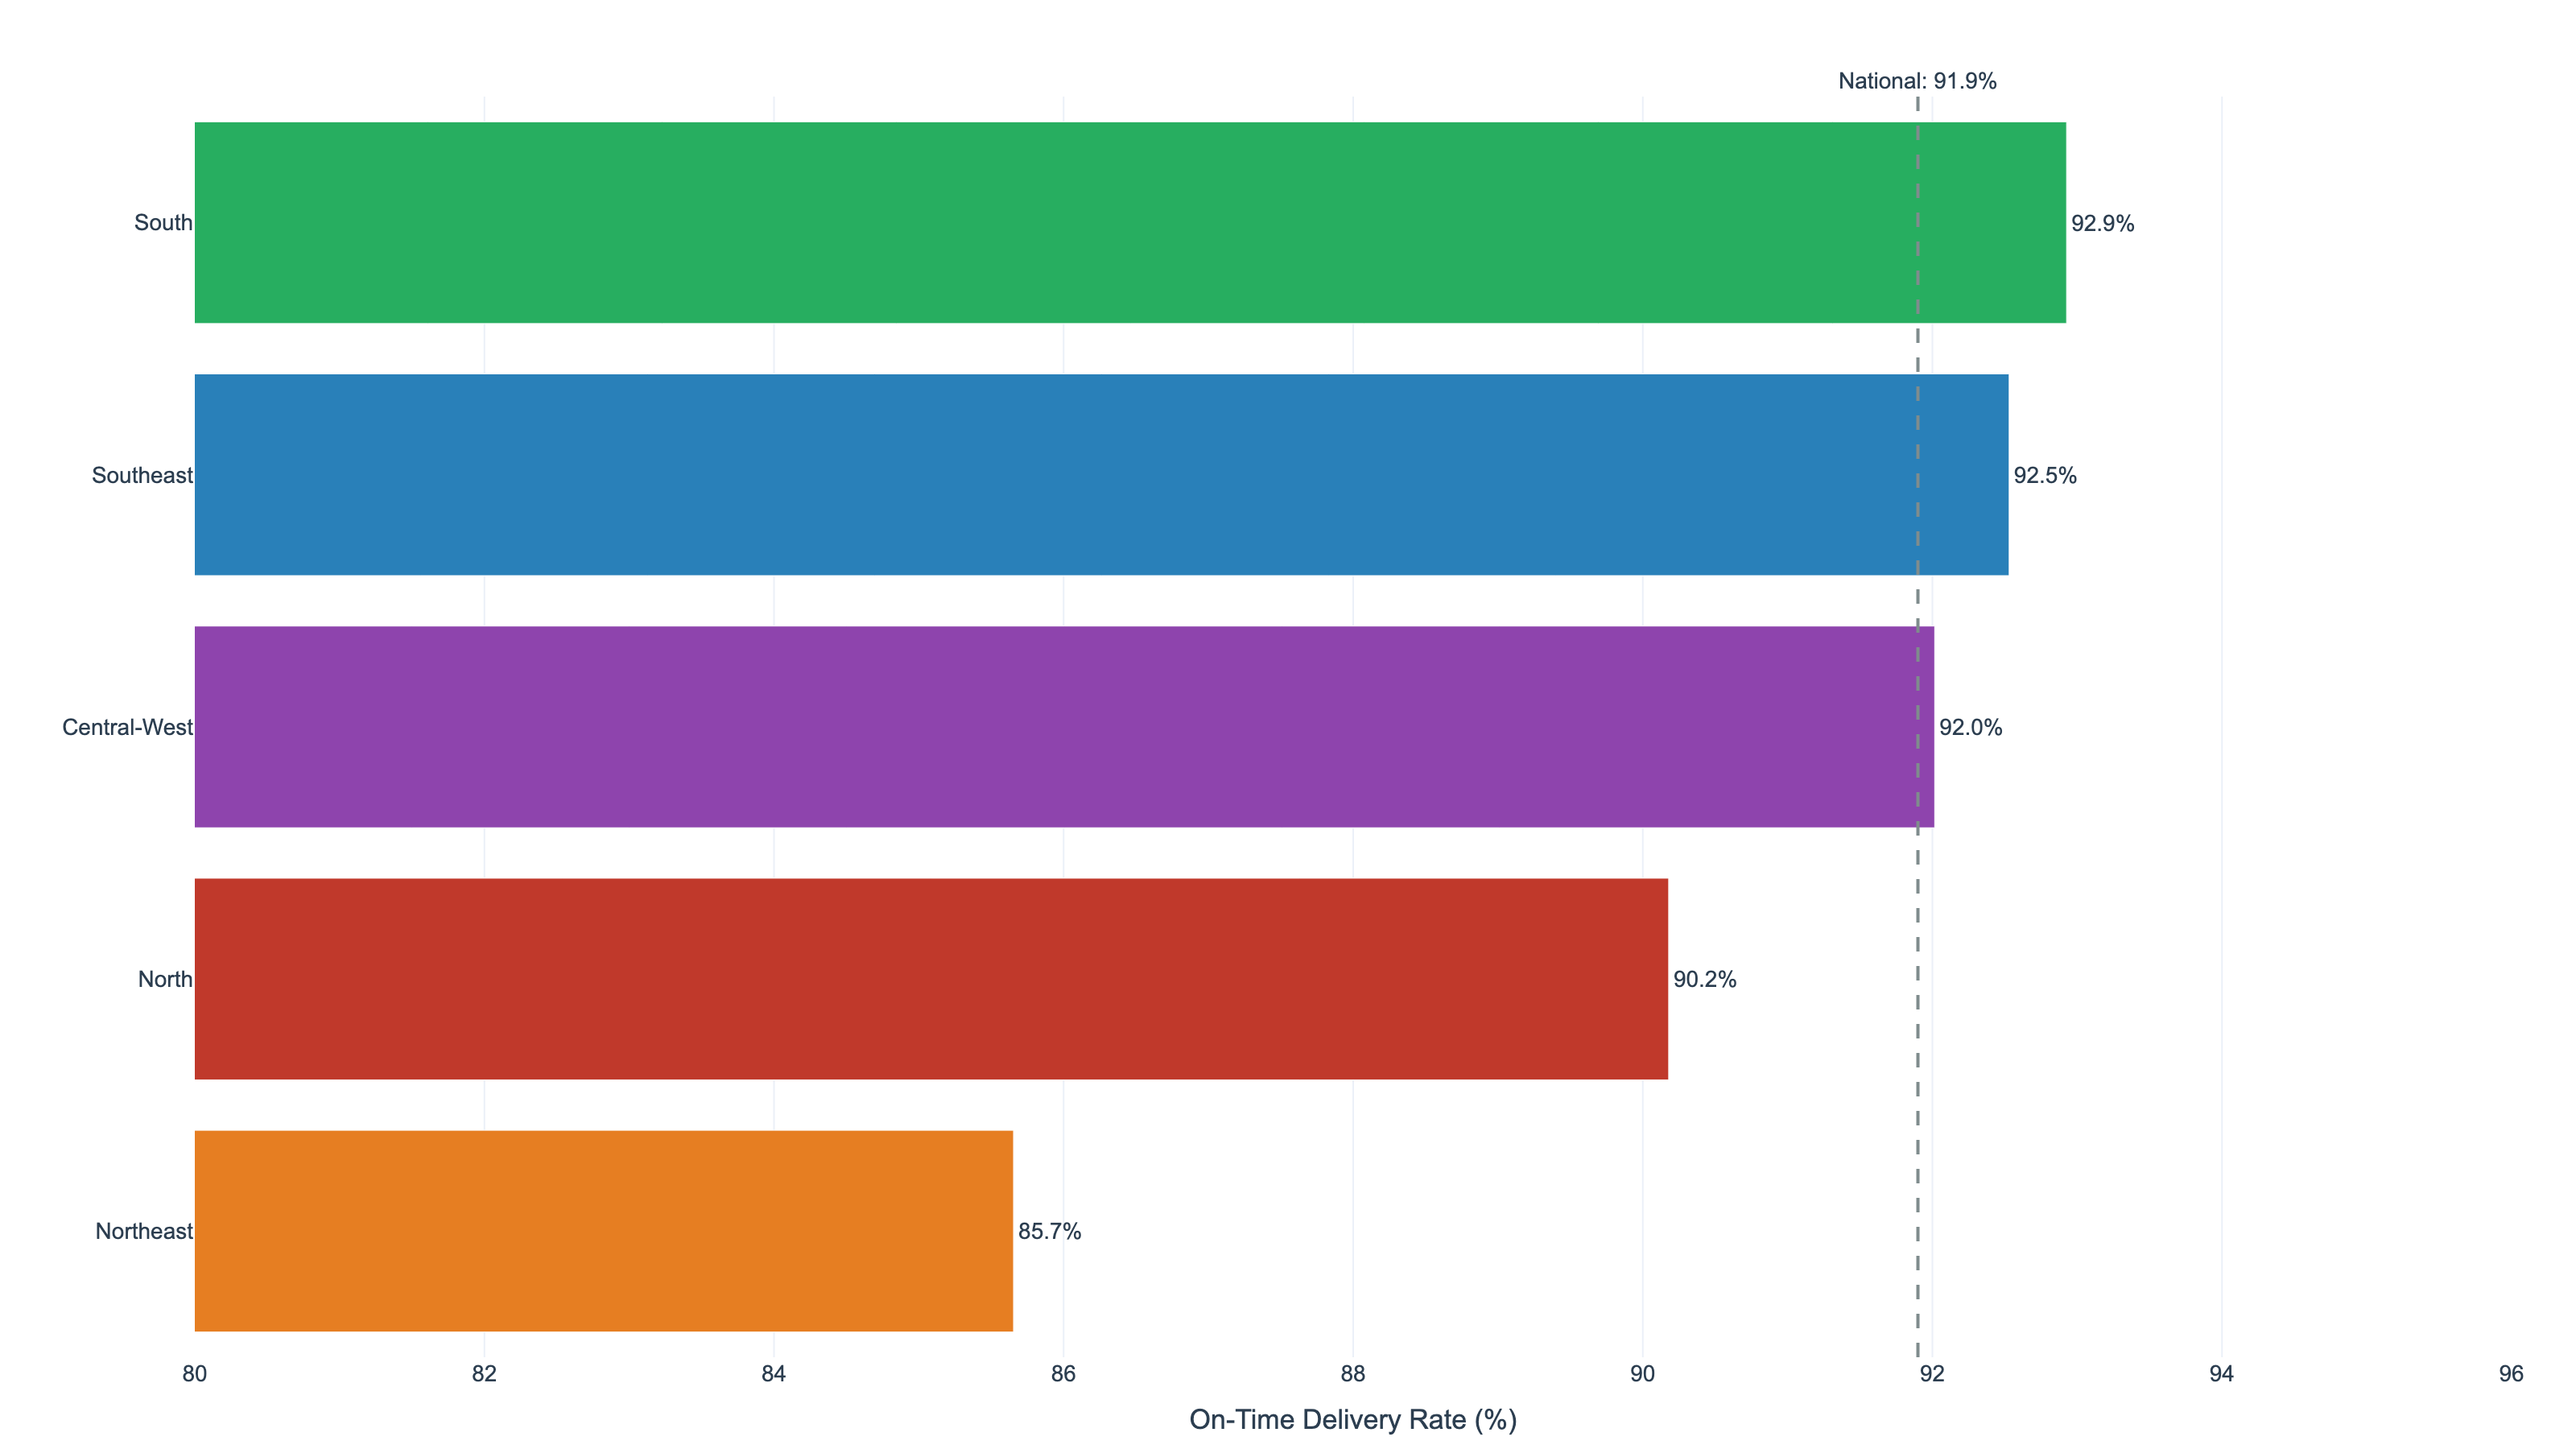 National: 91.9%
South
92.9%
Southeast
92.5%
Central-West
92.0%
North
90.2%
Northeast
85.7%
80 82 84 86 88 90 92 94 96
On-Time Delivery Rate (%)